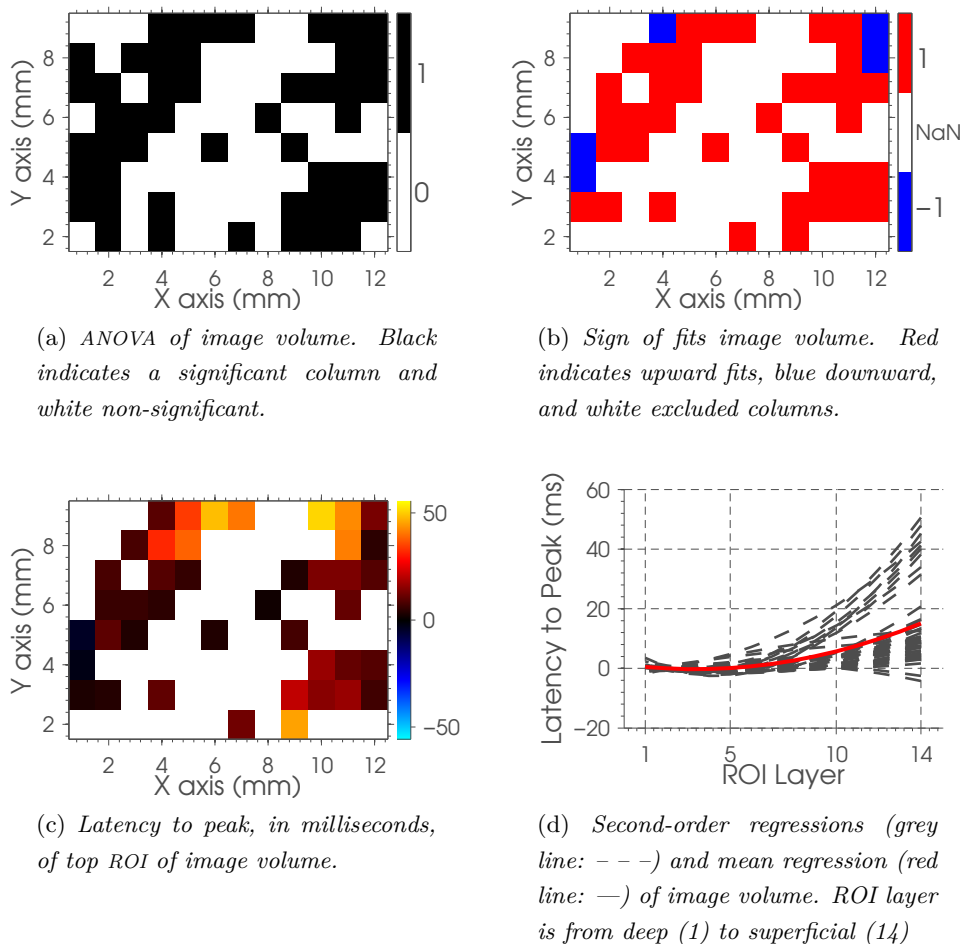 8
6
4
2
Y axis (mm)
2 4 6 8 10 12
X axis (mm)
1
0
8
6
4
2
Y axis (mm)
2 4 6 8 10 12
X axis (mm)
1
NaN
−1
(a) ANOVA of image volume. Black
indicates a significant column and
white non-significant.
(b) Sign of fits image volume. Red
indicates upward fits, blue downward,
and white excluded columns.
8
6
4
2
Y axis (mm)
2 4 6 8 10 12
X axis (mm)
50
0
−50
60
40
20
0
−20
Latency to Peak (ms)
1 5 10 14
ROI Layer
(c) Latency to peak, in milliseconds,
of top ROI of image volume.
(d) Second-order regressions (grey
line: – – –) and mean regression (red
line: —) of image volume. ROI layer
is from deep (1) to superficial (14)